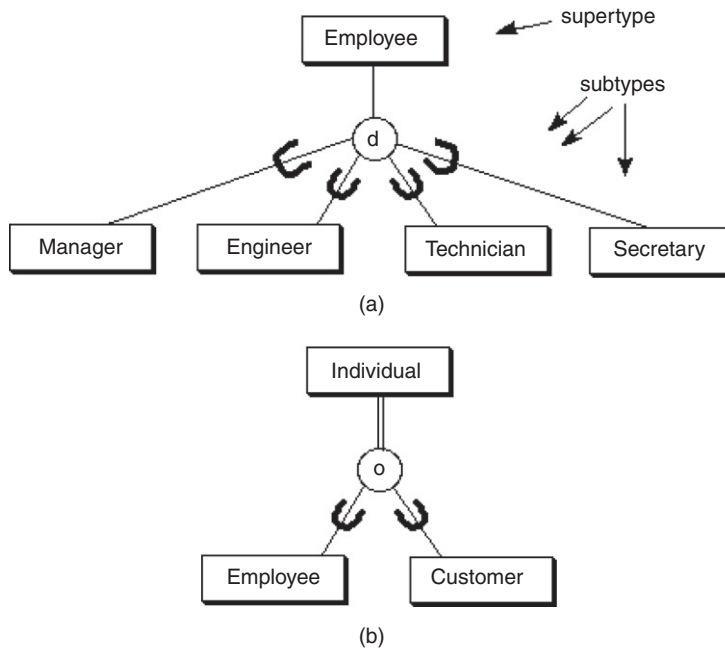 Employee
supertype
subtypes
d
Manager
Engineer
Technician
Secretary
(a)
Individual
o
Employee
Customer
(b)